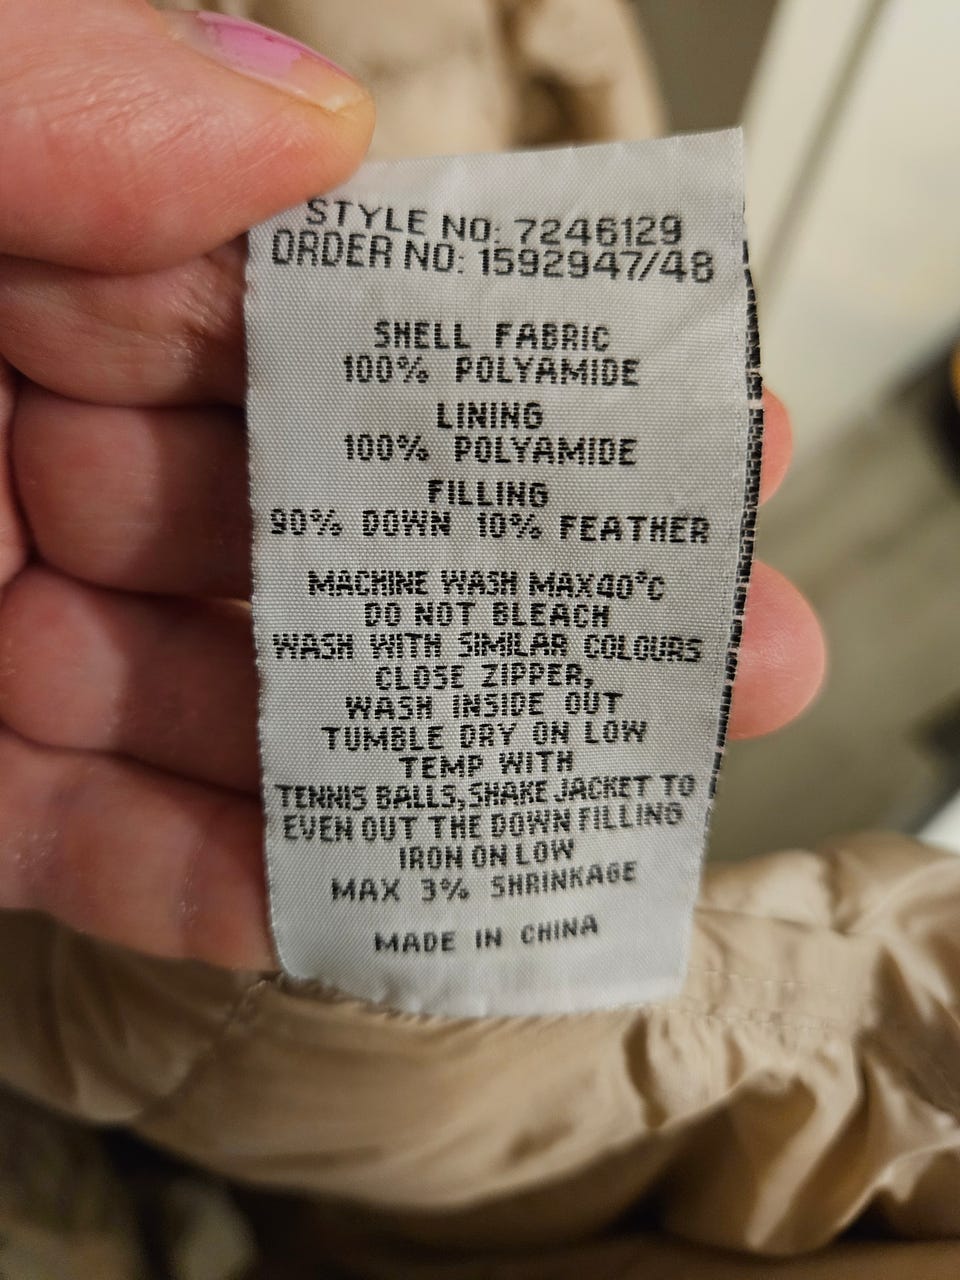 STYLE NO: 7246129
ORDER NO: 1592947/48
SHELL FABRIC
100% POLYAMIDE
LINING
100% POLYAMIDE
FILLING
90% DOWN 10% FEATHER
MACHINE WASH MAX40°C
DO NOT BLEACH
WASH WITH SIMILAR COLOURS
CLOSE ZIPPER,
WASH INSIDE OUT
TUMBLE DRY ON LOW
TEMP WITH
TENNIS BALLS,SHAKE JACKET TO
EVEN OUT THE DOWN FILLING
IRON ON LOW
MAX 3% SHRINKAGE
MADE IN CHINA